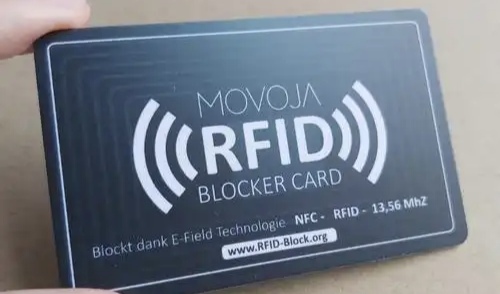 MOVOJA
RFID
BLOCKER CARD
Blockt dank E-Field Technologie NFC - RFID - 13,56 MhZ
www.RFID-Block.org